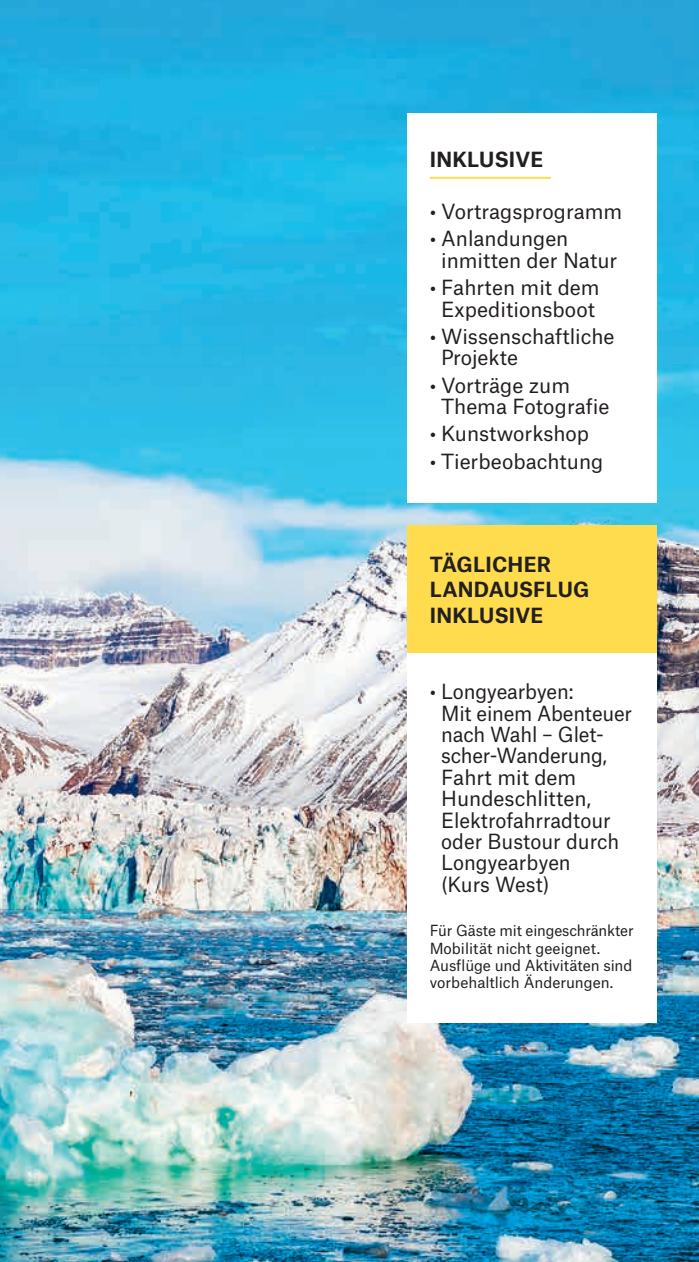 INKLUSIVE
• Vortragsprogramm
• Anlandungen
inmitten der Natur
• Fahrten mit dem
Expeditionsboot
• Wissenschaftliche
Projekte
• Vorträge zum
Thema Fotografie
• Kunstworkshop
• Tierbeobachtung
TÄGLICHER
LANDAUSFLUG
INKLUSIVE
• Longyearbyen:
Mit einem Abenteuer
nach Wahl – Glet-
scher-Wanderung,
Fahrt mit dem
Hundeschlitten,
Elektrofahrradtour
oder Bustour durch
Longyearbyen
(Kurs West)
Für Gäste mit eingeschränkter
Mobilität nicht geeignet.
Ausflüge und Aktivitäten sind
vorbehaltlich Änderungen.